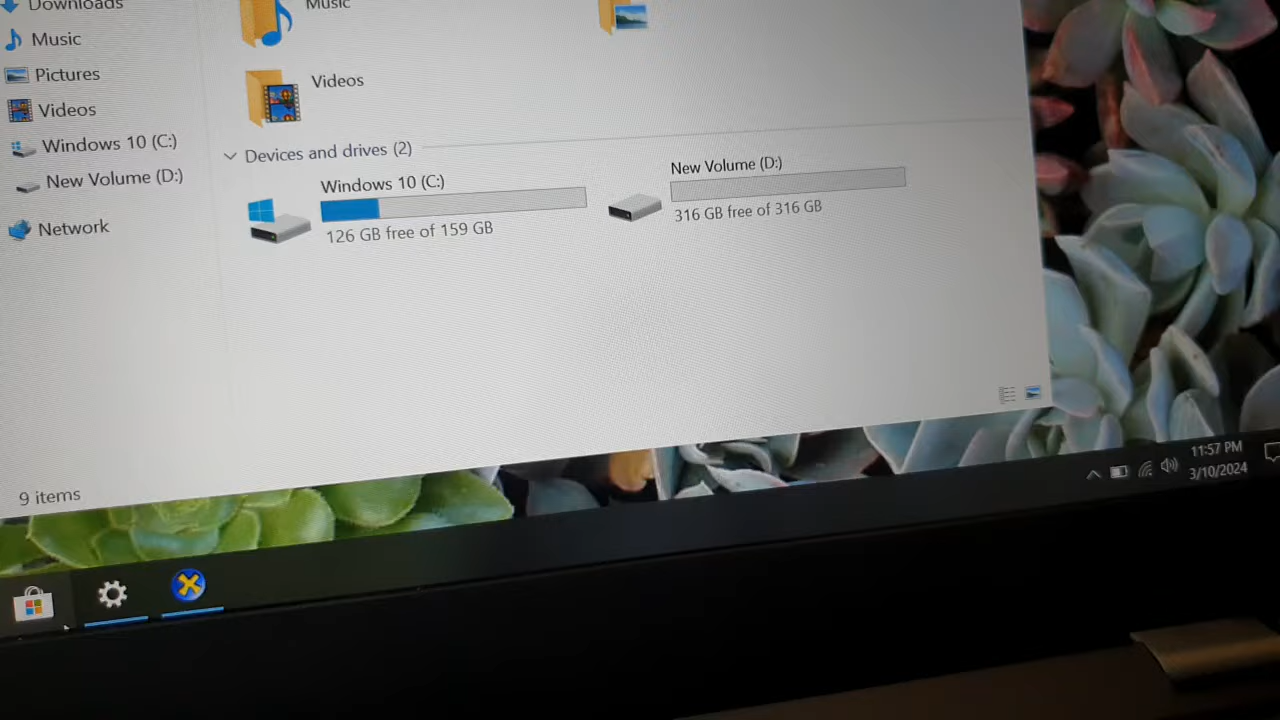 Downloads
Music
Pictures
Videos
Windows 10 (C:)
New Volume (D:)
Network
Music
Videos
Devices and drives (2)
Windows 10 (C:)
126 GB free of 159 GB
New Volume (D:)
316 GB free of 316 GB
9 items
11:57 PM
3/10/2024